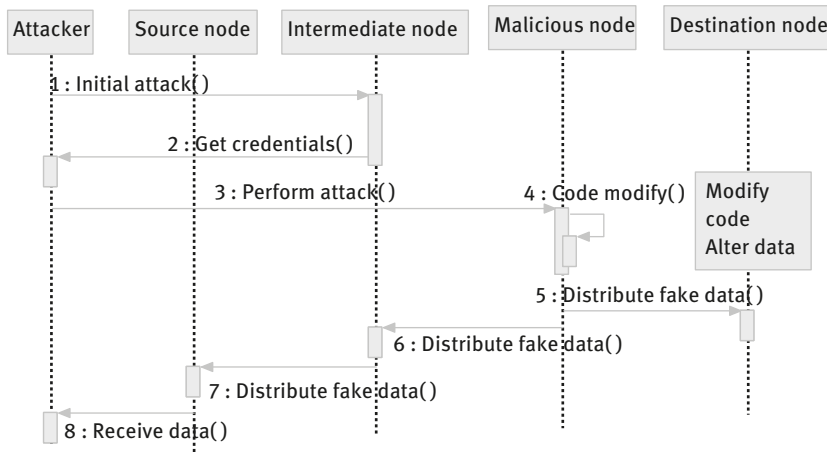 Attacker
Source node
Intermediate node
Malicious node
Destination node
1 : Initial attack()
2 : Get credentials()
3 : Perform attack()
4 : Code modify()
Modify
code
Alter data
5 : Distribute fake data()
6 : Distribute fake data()
7 : Distribute fake data()
8 : Receive data()